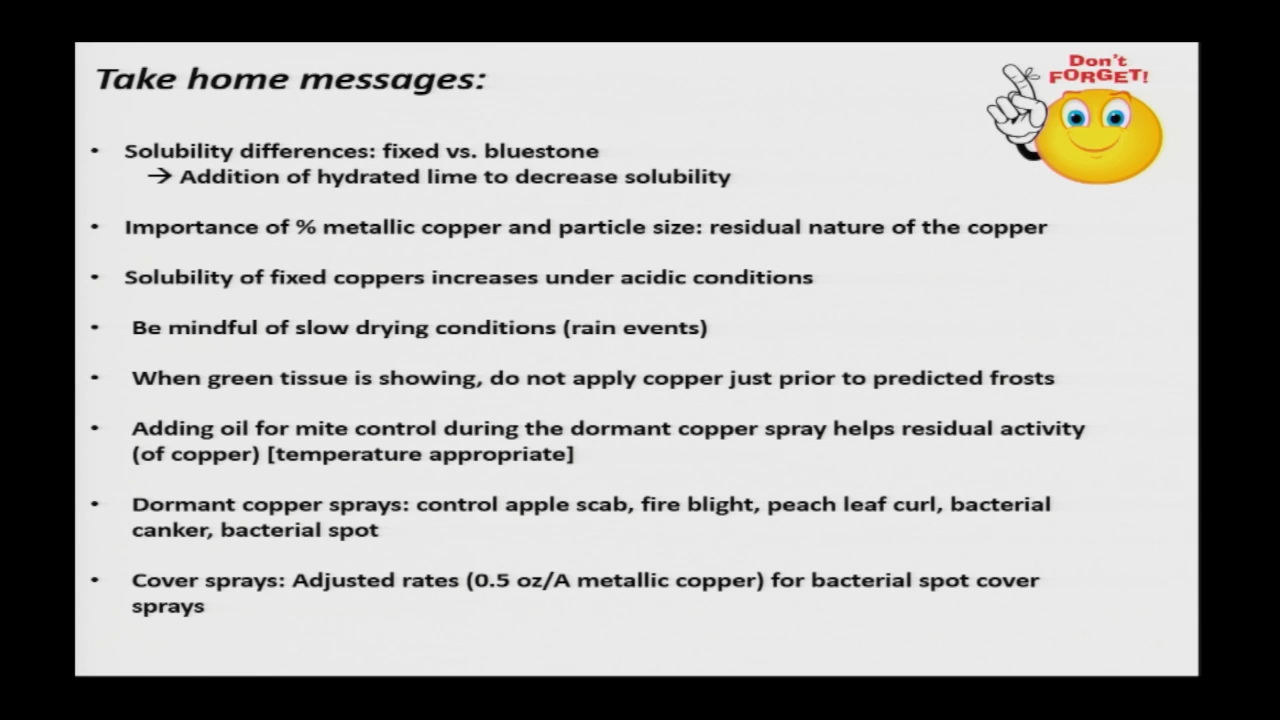 Take home messages:
Don't
FORGET!
• Solubility differences: fixed vs. bluestone
→ Addition of hydrated lime to decrease solubility
• Importance of % metallic copper and particle size: residual nature of the copper
• Solubility of fixed coppers increases under acidic conditions
• Be mindful of slow drying conditions (rain events)
• When green tissue is showing, do not apply copper just prior to predicted frosts
• Adding oil for mite control during the dormant copper spray helps residual activity
(of copper) [temperature appropriate]
• Dormant copper sprays: control apple scab, fire blight, peach leaf curl, bacterial
canker, bacterial spot
• Cover sprays: Adjusted rates (0.5 oz/A metallic copper) for bacterial spot cover
sprays